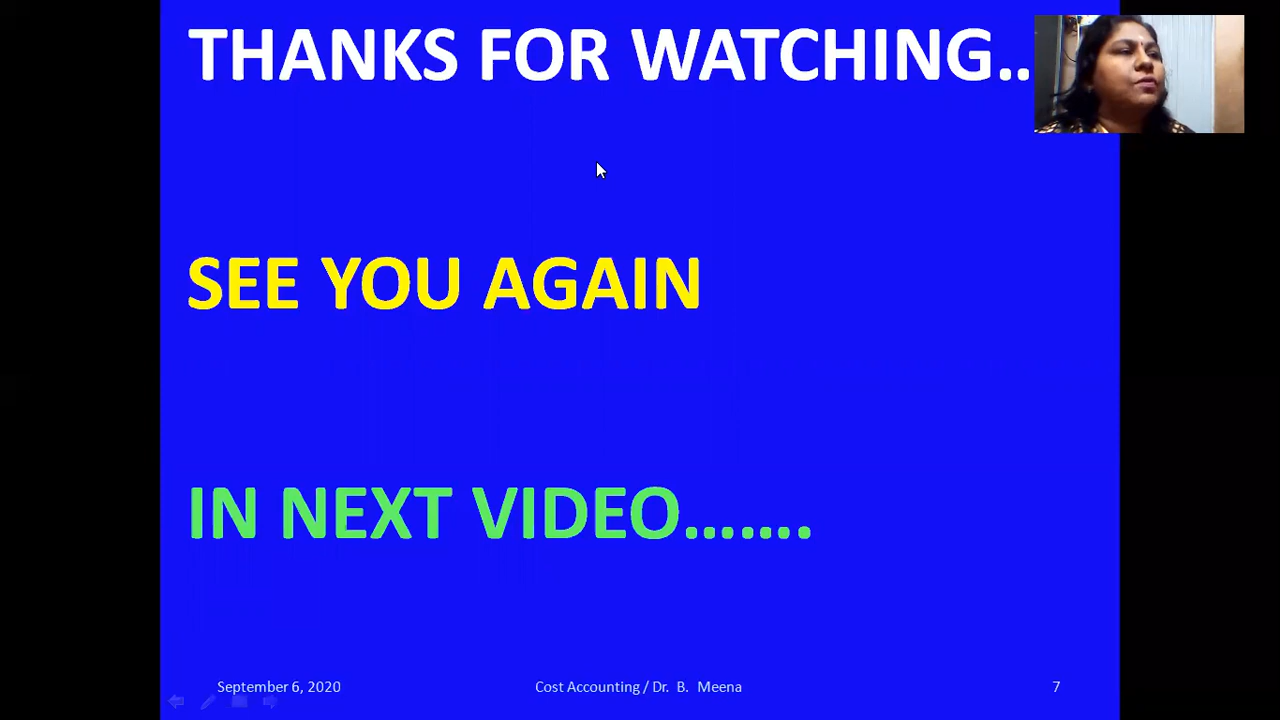 THANKS FOR WATCHING..
SEE YOU AGAIN
IN NEXT VIDEO.......
September 6, 2020
Cost Accounting / Dr. B. Meena
7